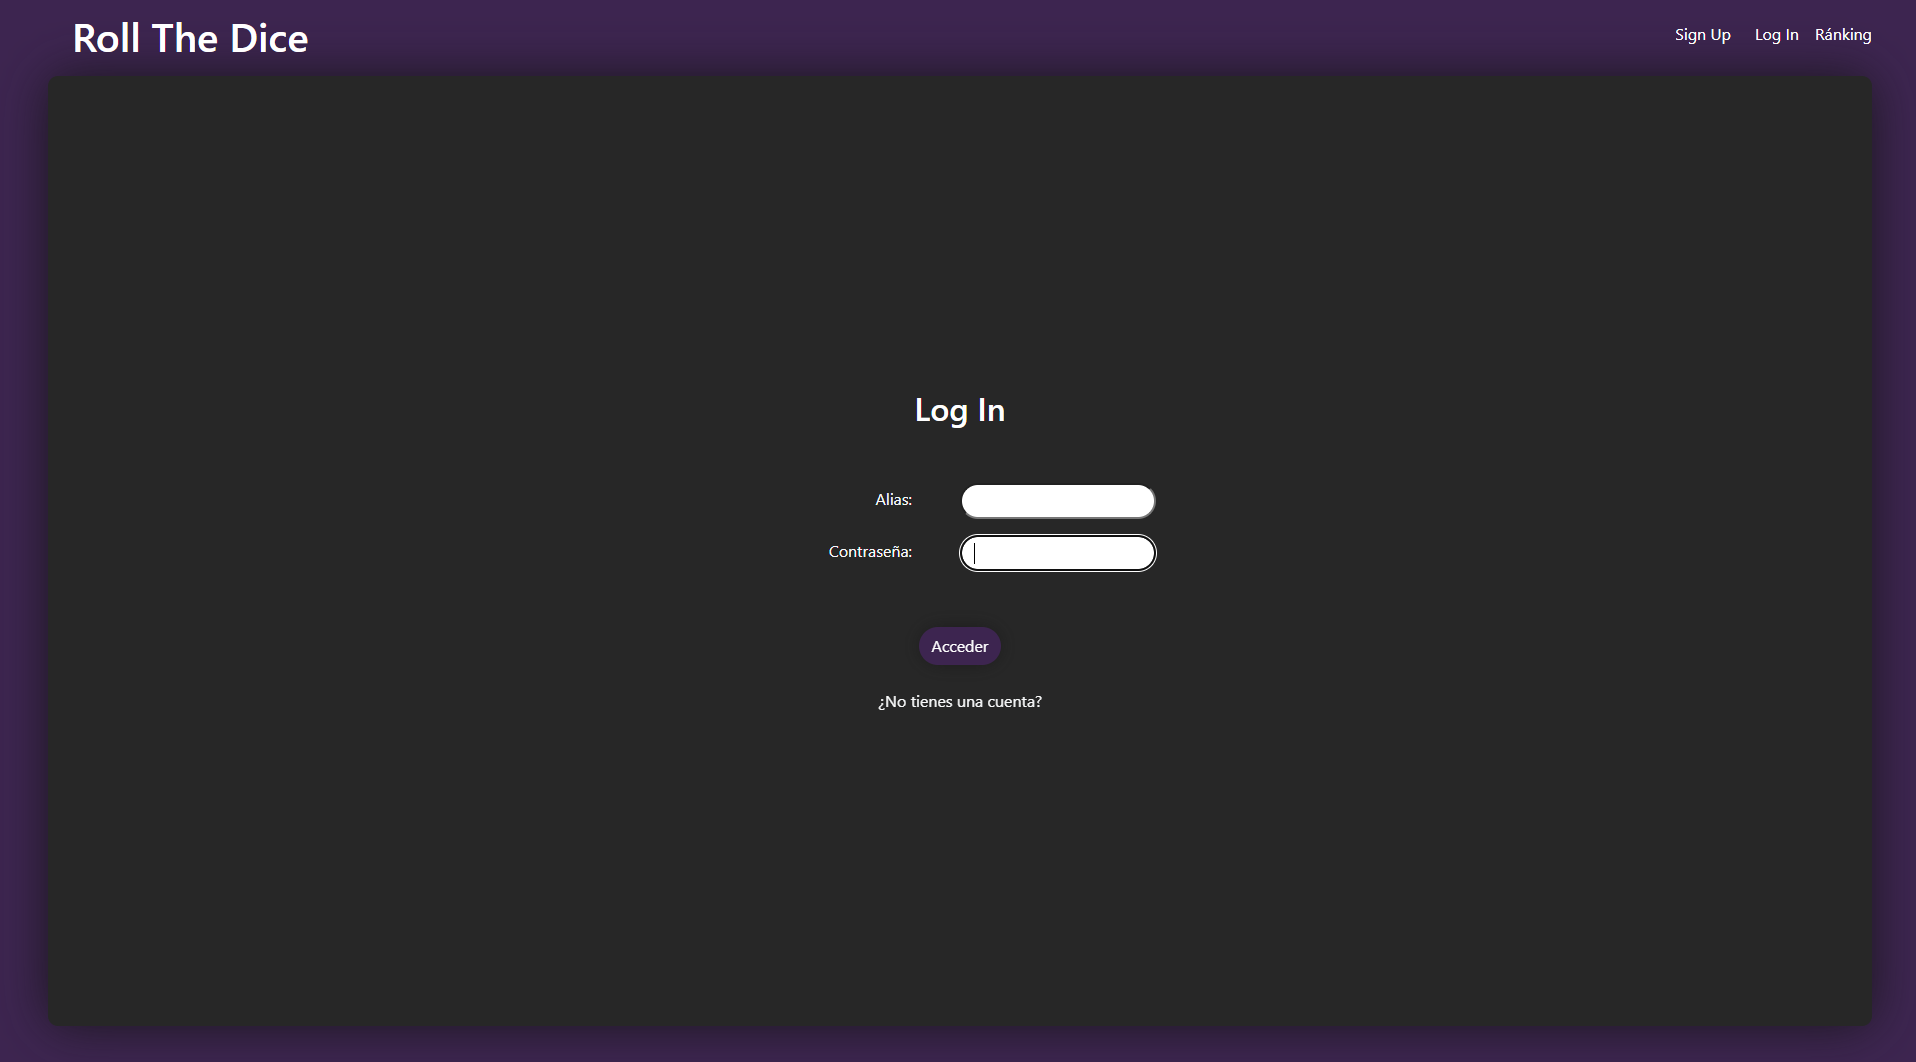 Roll The Dice
Sign Up Log In Ránking
Log In
Alias:
Contraseña:
Acceder
¿No tienes una cuenta?